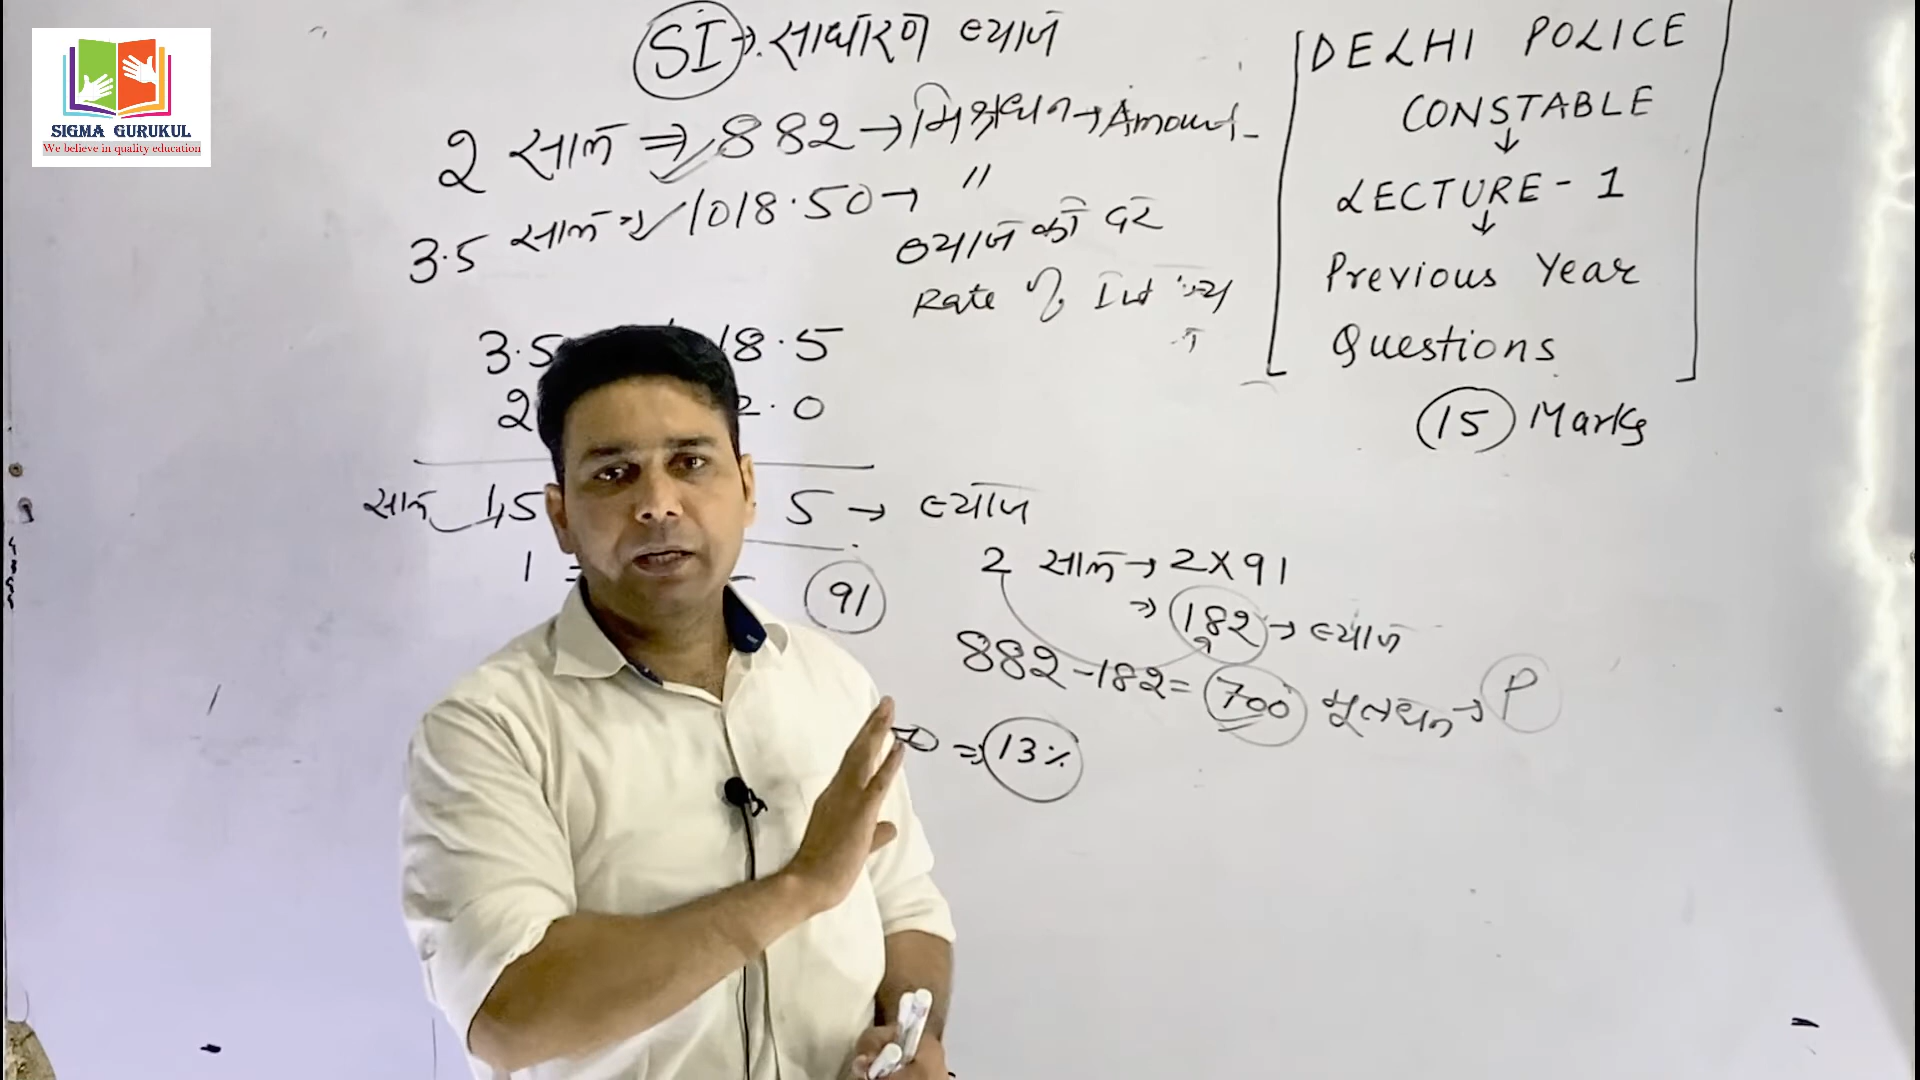 SIGMA GURUKUL
We believe in quality education
SI → साधारण ब्याज
2 साल ⇒ 882 → मिश्रधन → Amount
3.5 साल ⇒ 1018.50 → "
ब्याज की दर
Rate of
3.5 18.5
2 2.0
साल 1.5 5 → ब्याज
1 = 91
2 साल → 2×91
⇒ 182 → ब्याज
882-182= 700 मूलधन → P
⇒ 13%
DELHI POLICE
CONSTABLE
↓
LECTURE - 1
↓
Previous Year
Questions
15 Marks